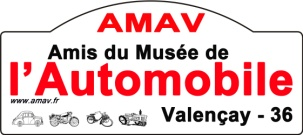 AMAV
Amis du Musée de
l'Automobile
www.amav.fr
Valençay - 36